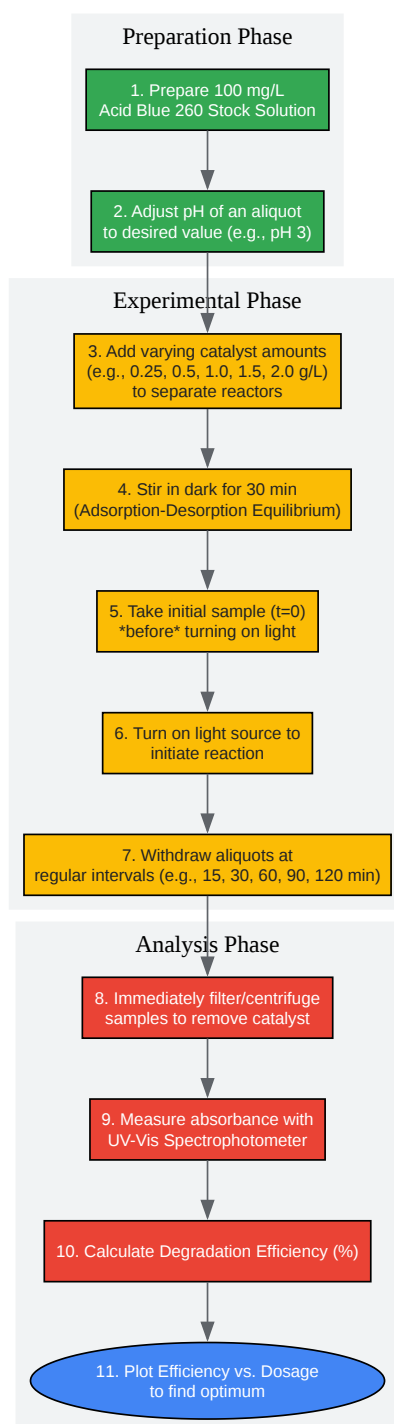 Preparation Phase
1. Prepare 100 mg/L
Acid Blue 260 Stock Solution
2. Adjust pH of an aliquot
to desired value (e.g., pH 3)
Experimental Phase
3. Add varying catalyst amounts
(e.g., 0.25, 0.5, 1.0, 1.5, 2.0 g/L)
to separate reactors
4. Stir in dark for 30 min
(Adsorption-Desorption Equilibrium)
5. Take initial sample (t=0)
*before* turning on light
6. Turn on light source to
initiate reaction
7. Withdraw aliquots at
regular intervals (e.g., 15, 30, 60, 90, 120 min)
Analysis Phase
8. Immediately filter/centrifuge
samples to remove catalyst
9. Measure absorbance with
UV-Vis Spectrophotometer
10. Calculate Degradation Efficiency (%)
11. Plot Efficiency vs. Dosage
to find optimum